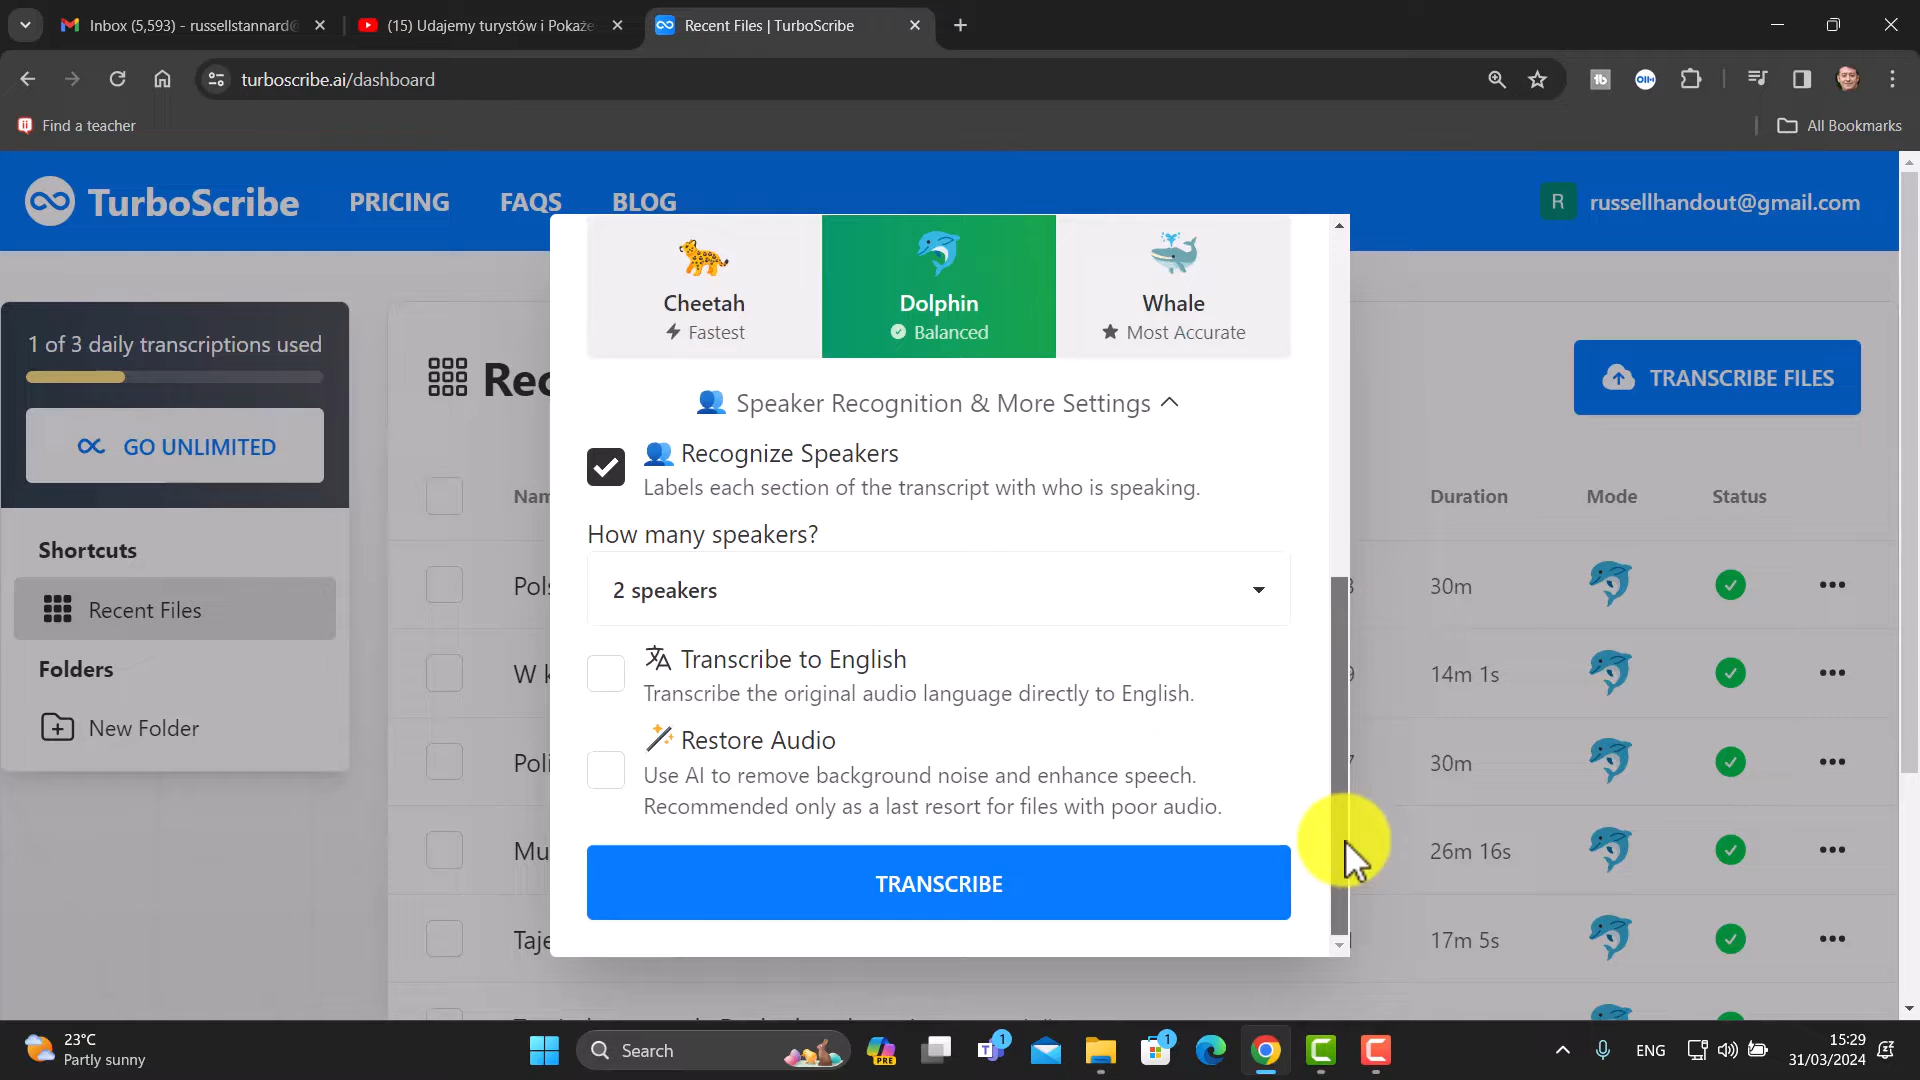 Inbox (5,593) - russellstannard@
(15) Udajemy turystów i Pokaże
Recent Files | TurboScribe
turboscribe.ai/dashboard
Find a teacher
All Bookmarks
TurboScribe
PRICING
FAQS
BLOG
R
russellhandout@gmail.com
1 of 3 daily transcriptions used
GO UNLIMITED
Shortcuts
Recent Files
Folders
New Folder
Rec
TRANSCRIBE FILES
Nam
Duration
Mode
Status
Pols
30m
W k
14m 1s
Poli
30m
Mu
26m 16s
Taje
17m 5s
Cheetah
Fastest
Dolphin
Balanced
Whale
Most Accurate
Speaker Recognition & More Settings
Recognize Speakers
Labels each section of the transcript with who is speaking.
How many speakers?
2 speakers
Transcribe to English
Transcribe the original audio language directly to English.
Restore Audio
Use AI to remove background noise and enhance speech.
Recommended only as a last resort for files with poor audio.
TRANSCRIBE
23°C
Partly sunny
Search
PRE
1
1
ENG
15:29
31/03/2024